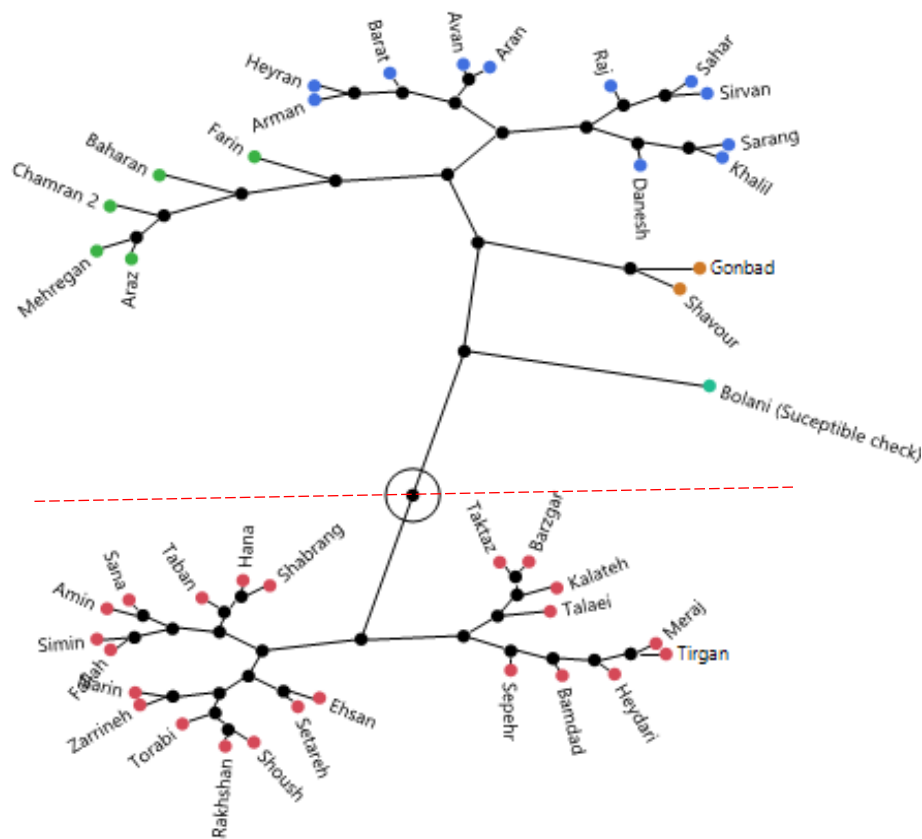 Heyran
Arman
Barat
Avan
Aran
Raj
Sahar
Sirvan
Sarang
Khalil
Danesh
Farin
Baharan
Chamran 2
Mehregan
Araz
Gonbad
Shavour
Bolani (Suceptible check)
Taktaz
Barzgar
Kalateh
Talaei
Meraj
Tirgan
Heydari
Bamdad
Sepehr
Shabrang
Hana
Taban
Sana
Amin
Simin
Zarrineh
Torabi
Rakhshan
Shoush
Setareh
Ehsan